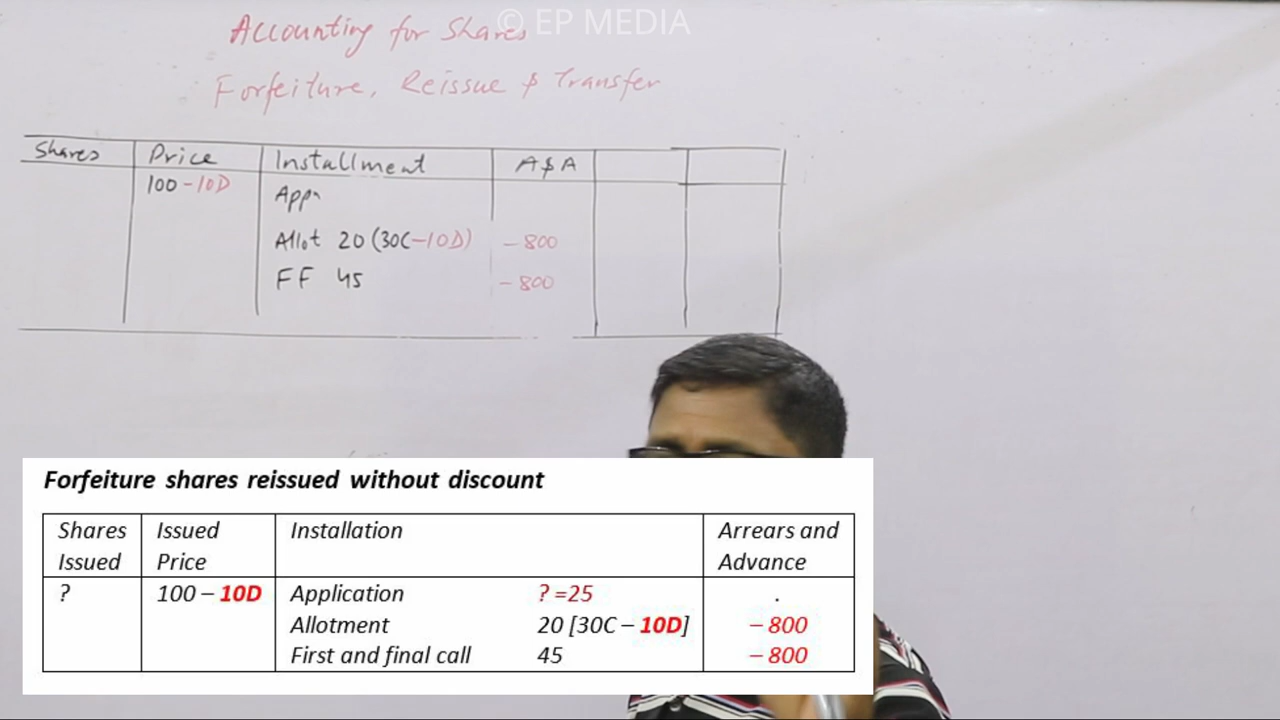 © EP MEDIA
Accounting for Shares
Forfeiture, Reissue & Transfer
Shares Price Installment A&A
100 -10D Appn
Allot 20 (30C-10D) - 800
FF 45 - 800
Forfeiture shares reissued without discount
Shares Issued Installation Arrears and
Issued Price Advance
? 100 – 10D Application ? =25 .
Allotment 20 [30C – 10D] – 800
First and final call 45 – 800